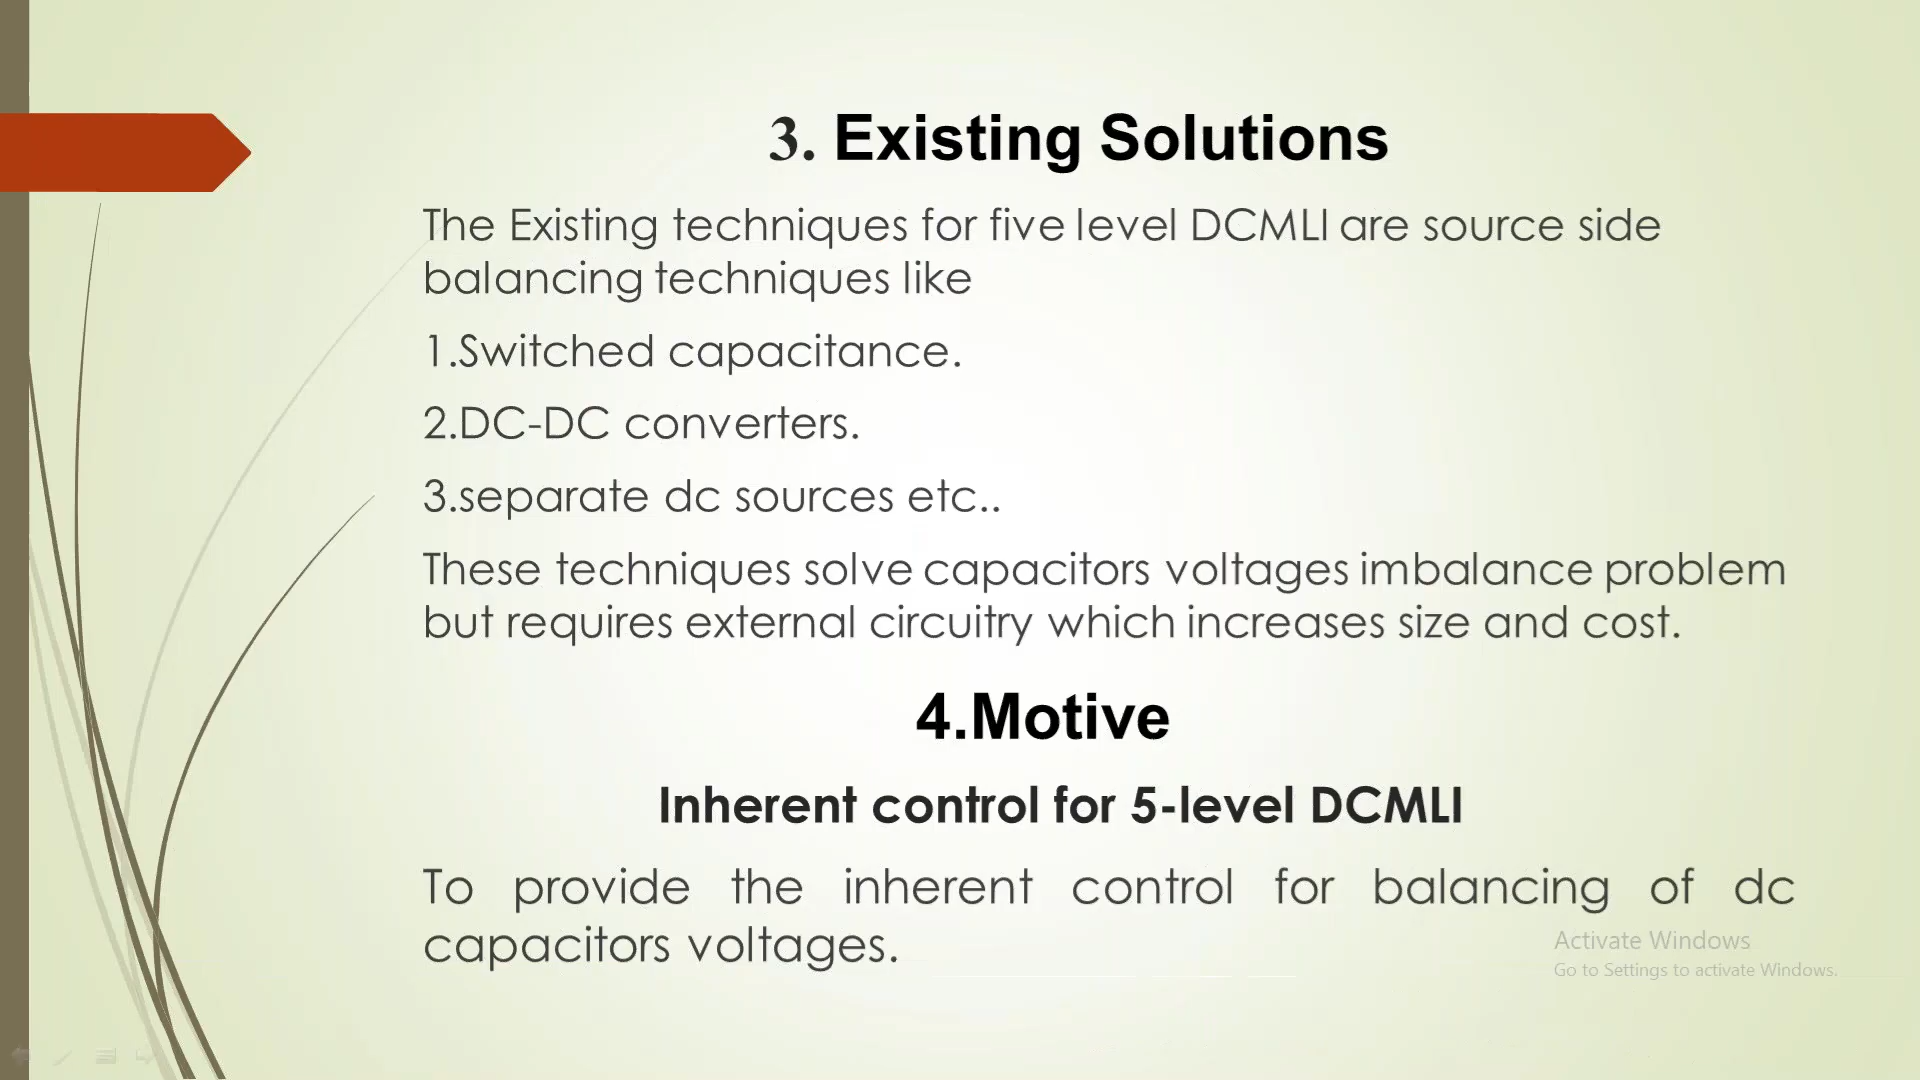 3. Existing Solutions
The Existing techniques for five level DCMLI are source side
balancing techniques like
1.Switched capacitance.
2.DC-DC converters.
3.separate dc sources etc..
These techniques solve capacitors voltages imbalance problem
but requires external circuitry which increases size and cost.
4.Motive
Inherent control for 5-level DCMLI
To provide the inherent control for balancing of dc
capacitors voltages.
Activate Windows
Go to Settings to activate Windows.